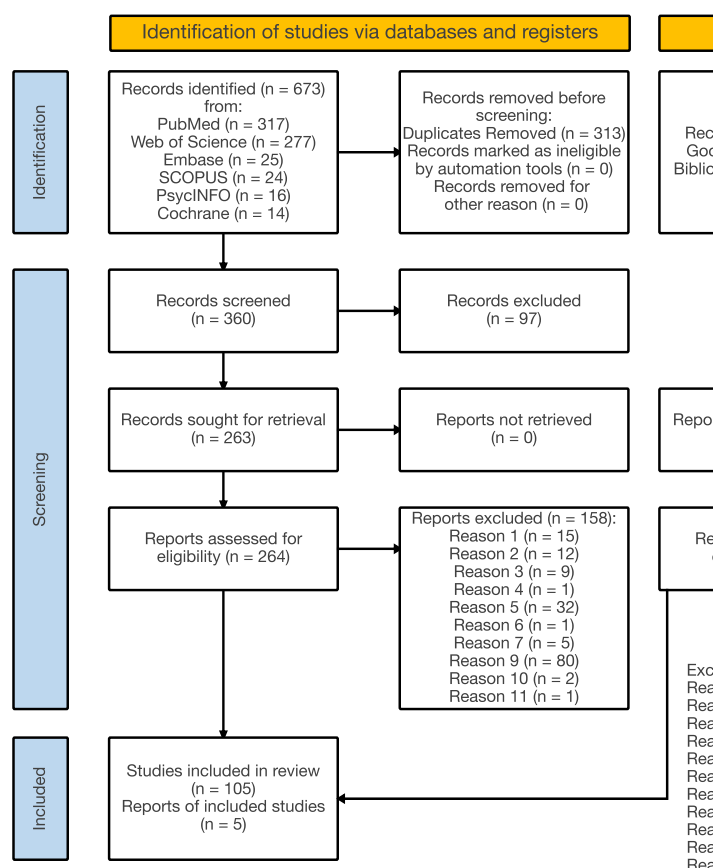 Identification of studies via databases and registers
Identification
Records identified (n = 673)
from:
PubMed (n = 317)
Web of Science (n = 277)
Embase (n = 25)
SCOPUS (n = 24)
PsycINFO (n = 16)
Cochrane (n = 14)
Records removed before
screening:
Duplicates Removed (n = 313)
Records marked as ineligible
by automation tools (n = 0)
Records removed for
other reason (n = 0)
Screening
Records screened
(n = 360)
Records excluded
(n = 97)
Records sought for retrieval
(n = 263)
Reports not retrieved
(n = 0)
Reports assessed for
eligibility (n = 264)
Reports excluded (n = 158):
Reason 1 (n = 15)
Reason 2 (n = 12)
Reason 3 (n = 9)
Reason 4 (n = 1)
Reason 5 (n = 32)
Reason 6 (n = 1)
Reason 7 (n = 5)
Reason 9 (n = 80)
Reason 10 (n = 2)
Reason 11 (n = 1)
Included
Studies included in review
(n = 105)
Reports of included studies
(n = 5)